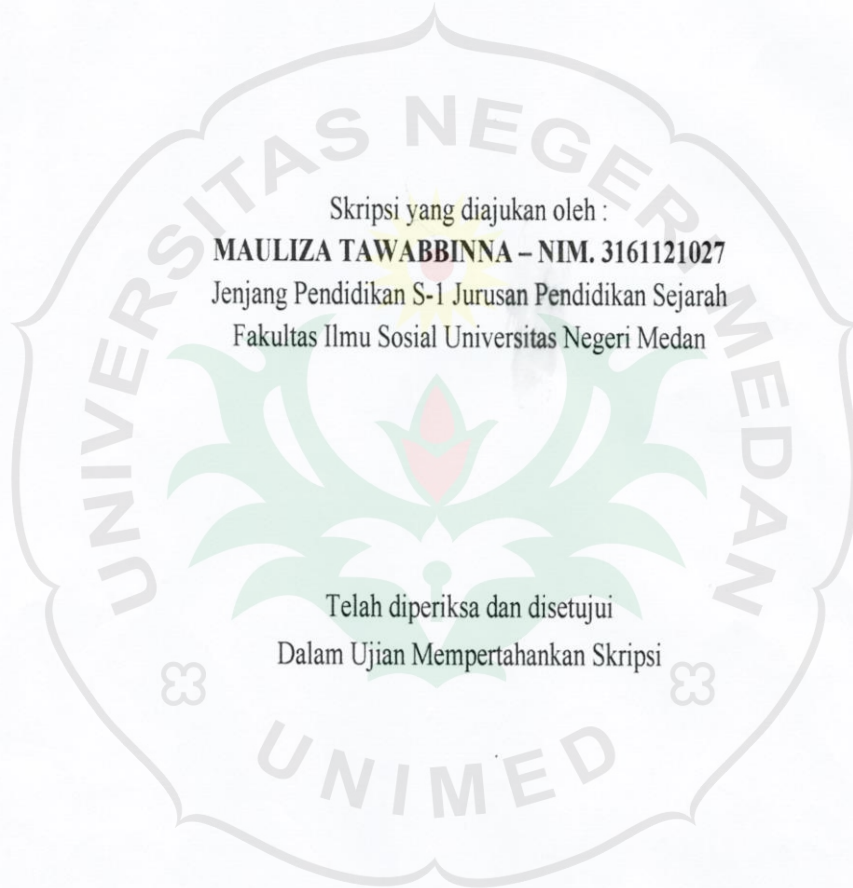 UNIVERSITAS NEGERI MEDAN
Skripsi yang diajukan oleh :
MAULIZA TAWABBINNA – NIM. 3161121027
Jenjang Pendidikan S-1 Jurusan Pendidikan Sejarah
Fakultas Ilmu Sosial Universitas Negeri Medan
Telah diperiksa dan disetujui
Dalam Ujian Mempertahankan Skripsi
UNIMED